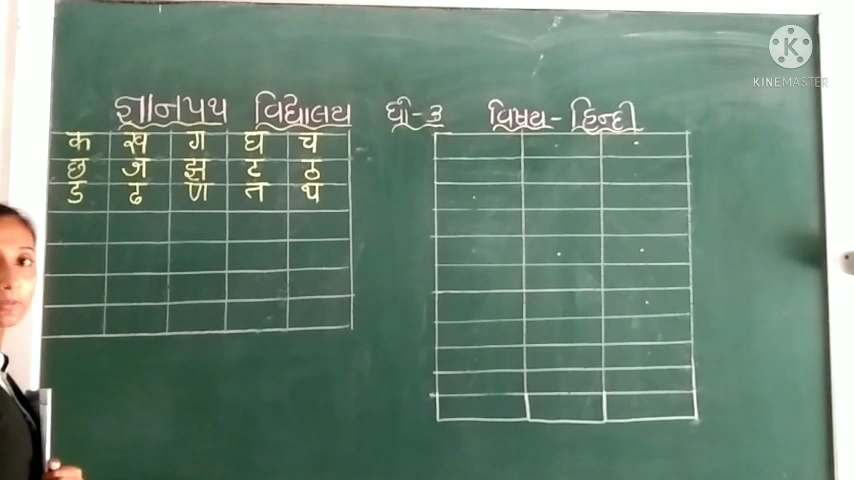 જ્ઞાનપથ વિદ્યાલય ધો-૩ વિષય - હિન્દી
क ख ग घ च
छ ज झ ट ठ
ड ढ ण त थ
KINEMASTER